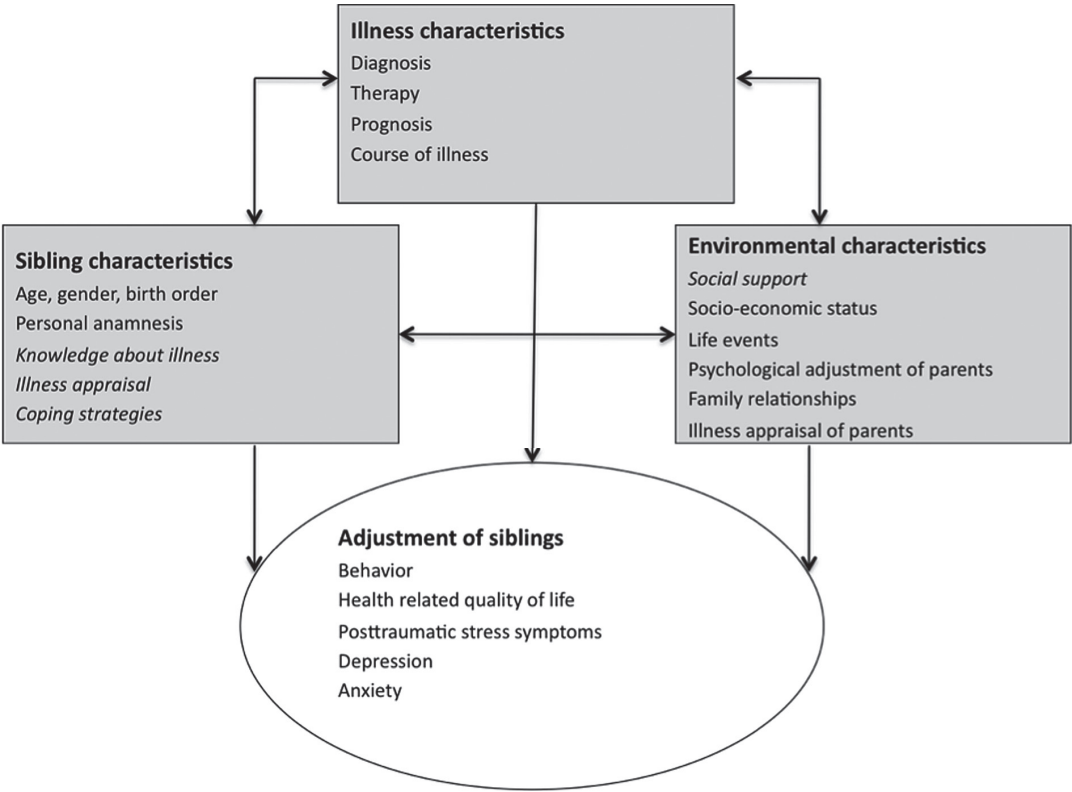 Illness characteristics
Diagnosis
Therapy
Prognosis
Course of illness
Sibling characteristics
Age, gender, birth order
Personal anamnesis
Knowledge about illness
Illness appraisal
Coping strategies
Environmental characteristics
Social support
Socio-economic status
Life events
Psychological adjustment of parents
Family relationships
Illness appraisal of parents
Adjustment of siblings
Behavior
Health related quality of life
Posttraumatic stress symptoms
Depression
Anxiety